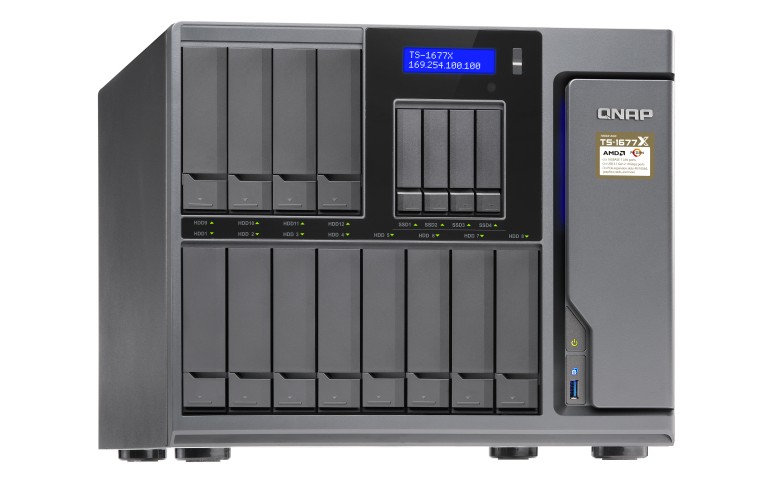 TS-1677X
169.254.100.100
QNAP
TS-1677X
AMD
RYZEN
HDD9 HDD10 HDD11 HDD12
SSD1 SSD2 SSD3 SSD4
HDD1 HDD 2 HDD 3 HDD 4 HDD 5 HDD 6 HDD 7 HDD 8